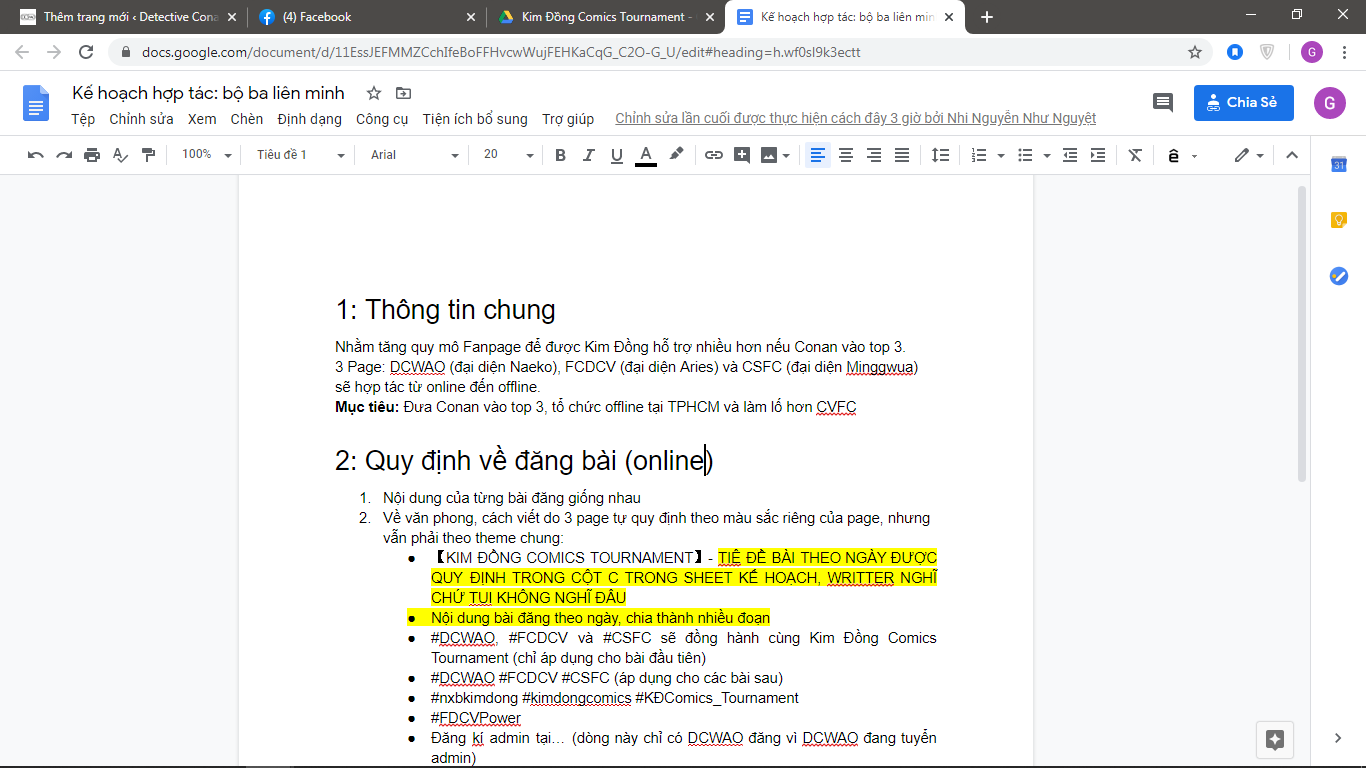 Thêm trang mới ‹ Detective Cona
(4) Facebook
Kim Đồng Comics Tournament -
Kế hoạch hợp tác: bộ ba liên min
docs.google.com/document/d/11EssJEFMMZCchIfeBoFFHvcwWujFEHKaCqG_C2O-G_U/edit#heading=h.wf0sl9k3ectt
G
Kế hoạch hợp tác: bộ ba liên minh
Tệp Chỉnh sửa Xem Chèn Định dạng Công cụ Tiện ích bổ sung Trợ giúp
Chỉnh sửa lần cuối được thực hiện cách đây 3 giờ bởi Nhi Nguyễn Như Nguyệt
Chia Sẻ
G
100% Tiêu đề 1 Arial 20 B I U A ê
31
1: Thông tin chung
Nhằm tăng quy mô Fanpage để được Kim Đồng hỗ trợ nhiều hơn nếu Conan vào top 3.
3 Page: DCWAO (đại diện Naeko), FCDCV (đại diện Aries) và CSFC (đại diện Minggwua)
sẽ hợp tác từ online đến offline.
Mục tiêu: Đưa Conan vào top 3, tổ chức offline tại TPHCM và làm lố hơn CVFC
2: Quy định về đăng bài (online)
1. Nội dung của từng bài đăng giống nhau
2. Về văn phong, cách viết do 3 page tự quy định theo màu sắc riêng của page, nhưng
vẫn phải theo theme chung:
● 【KIM ĐỒNG COMICS TOURNAMENT】- TIÊ ĐỀ BÀI THEO NGÀY ĐƯỢC
QUY ĐỊNH TRONG CỘT C TRONG SHEET KẾ HOẠCH, WRITTER NGHĨ
CHỨ TUI KHÔNG NGHĨ ĐÂU
● Nội dung bài đăng theo ngày, chia thành nhiều đoạn
● #DCWAO, #FCDCV và #CSFC sẽ đồng hành cùng Kim Đồng Comics
Tournament (chỉ áp dụng cho bài đầu tiên)
● #DCWAO #FCDCV #CSFC (áp dụng cho các bài sau)
● #nxbkimdong #kimdongcomics #KĐComics_Tournament
● #FDCVPower
● Đăng kí admin tại… (dòng này chỉ có DCWAO đăng vì DCWAO đang tuyển
admin)